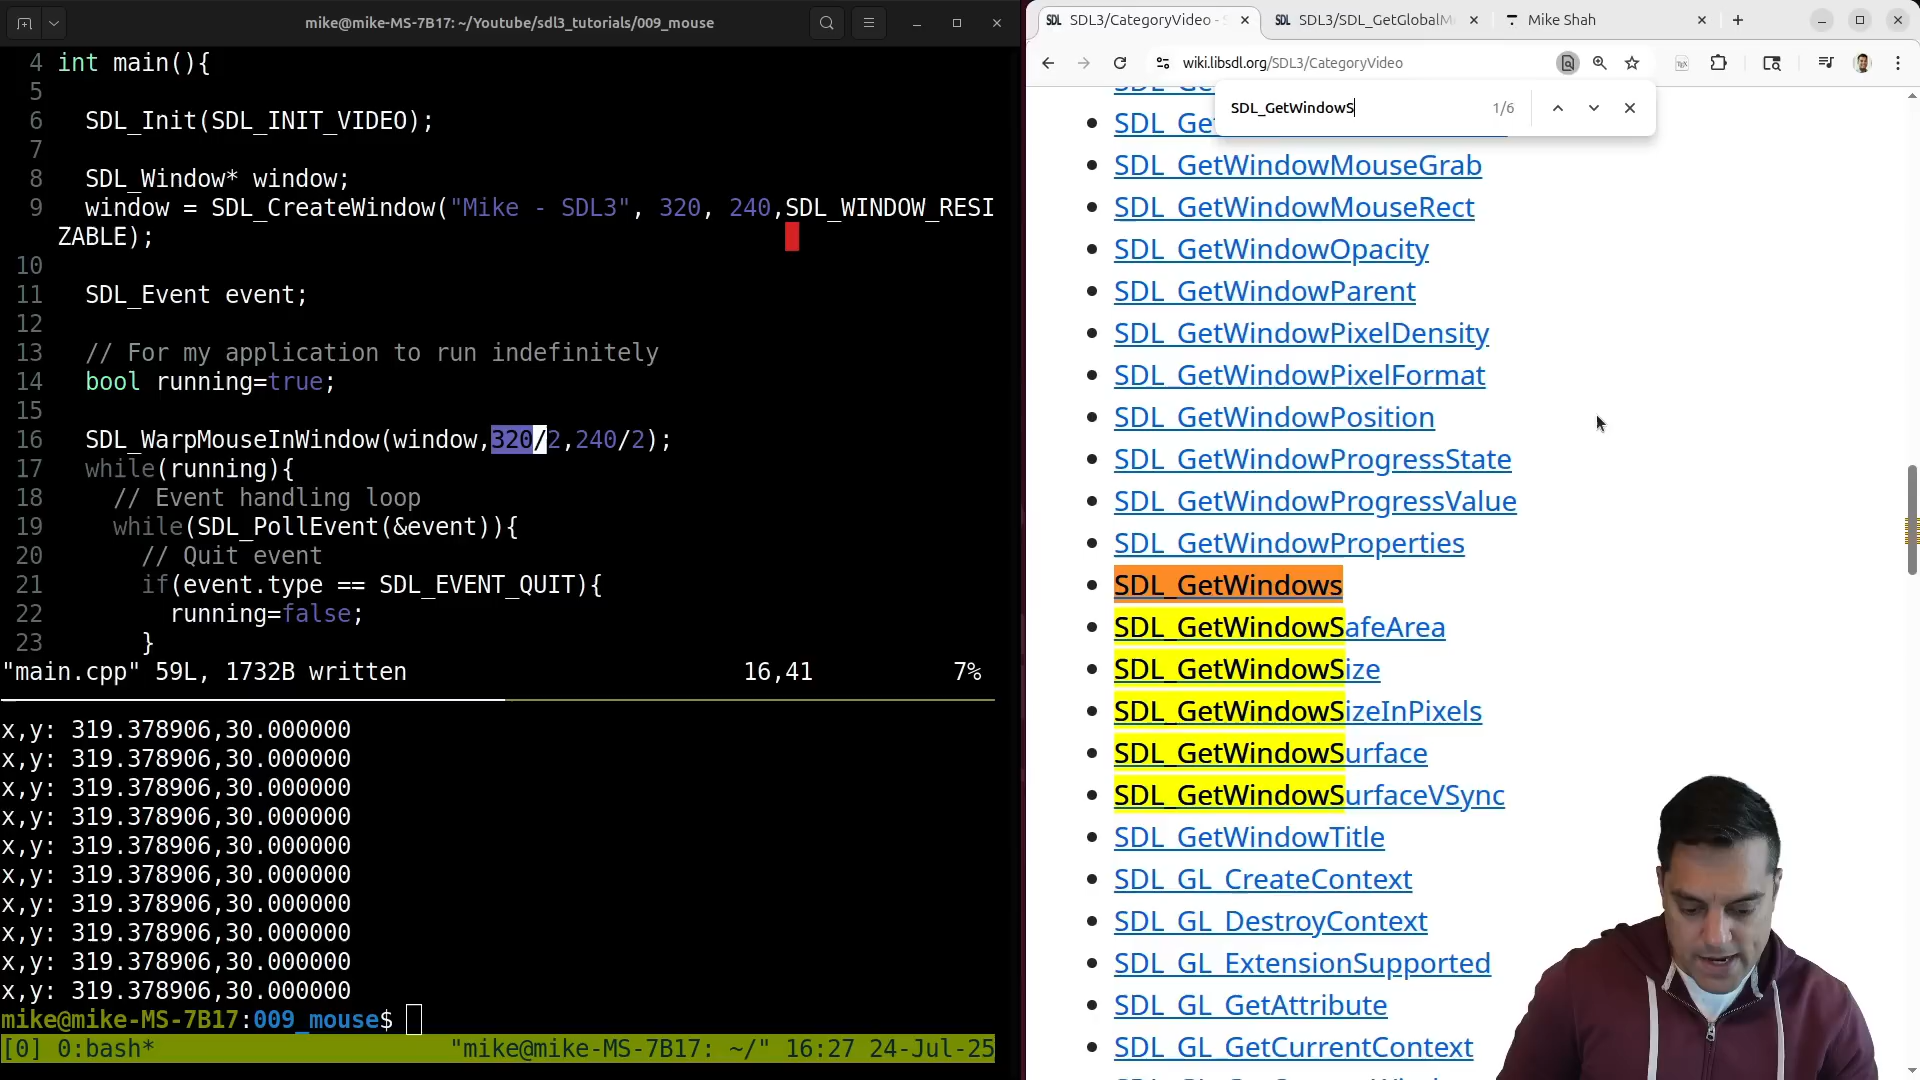 mike@mike-MS-7B17: ~/Youtube/sdl3_tutorials/009_mouse
4 int main(){
5
6 SDL_Init(SDL_INIT_VIDEO);
7
8 SDL_Window* window;
9 window = SDL_CreateWindow("Mike - SDL3", 320, 240,SDL_WINDOW_RESI
ZABLE);
10
11 SDL_Event event;
12
13 // For my application to run indefinitely
14 bool running=true;
15
16 SDL_WarpMouseInWindow(window,320/2,240/2);
17 while(running){
18 // Event handling loop
19 while(SDL_PollEvent(&event)){
20 // Quit event
21 if(event.type == SDL_EVENT_QUIT){
22 running=false;
23 }
"main.cpp" 59L, 1732B written 16,41 7%
x,y: 319.378906,30.000000
x,y: 319.378906,30.000000
x,y: 319.378906,30.000000
x,y: 319.378906,30.000000
x,y: 319.378906,30.000000
x,y: 319.378906,30.000000
x,y: 319.378906,30.000000
x,y: 319.378906,30.000000
x,y: 319.378906,30.000000
x,y: 319.378906,30.000000
mike@mike-MS-7B17:009_mouse$
[0] 0:bash* "mike@mike-MS-7B17: ~/" 16:27 24-Jul-25
SDL SDL3/CategoryVideo - SDL SDL3/SDL_GetGlobalM Mike Shah
wiki.libsdl.org/SDL3/CategoryVideo
SDL_GetWindowS 1/6
SDL_Ge
SDL_GetWindowMouseGrab
SDL_GetWindowMouseRect
SDL_GetWindowOpacity
SDL_GetWindowParent
SDL_GetWindowPixelDensity
SDL_GetWindowPixelFormat
SDL_GetWindowPosition
SDL_GetWindowProgressState
SDL_GetWindowProgressValue
SDL_GetWindowProperties
SDL_GetWindows
SDL_GetWindowSafeArea
SDL_GetWindowSize
SDL_GetWindowSizeInPixels
SDL_GetWindowSurface
SDL_GetWindowSurfaceVSync
SDL_GetWindowTitle
SDL_GL_CreateContext
SDL_GL_DestroyContext
SDL_GL_ExtensionSupported
SDL_GL_GetAttribute
SDL_GL_GetCurrentContext